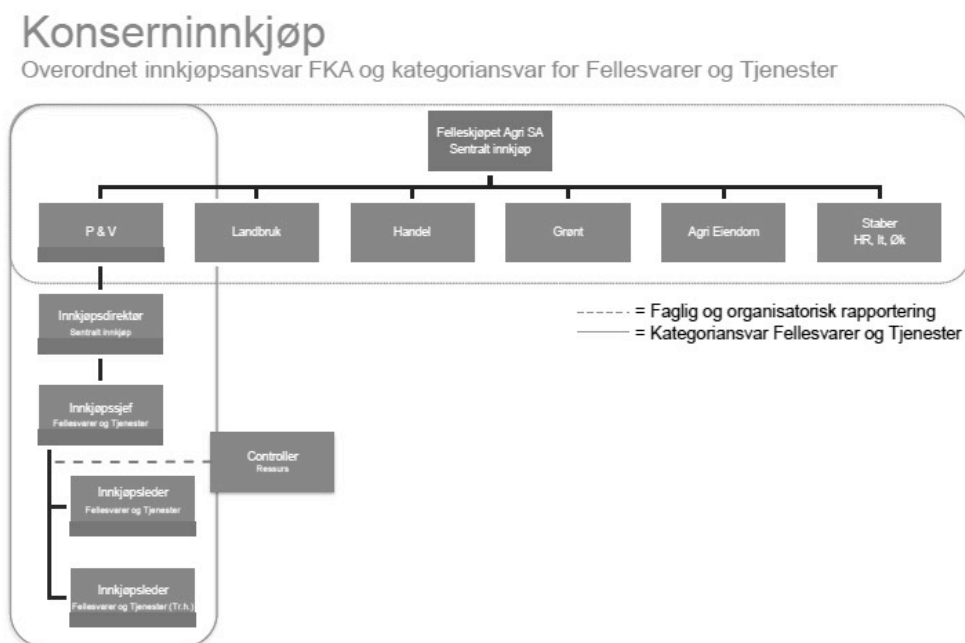 Konserninnkjøp
Overordnet innkjøpsansvar FKA og kategoriansvar for Fellesvarer og Tjenester
Felleskjøpet Agri SA
Sentralt innkjøp
P & V
Landbruk
Handel
Grønt
Agri Eiendom
Staber
HR, It, Øk
Innkjøpsdirektør
Sentralt innkjøp
= Faglig og organisatorisk rapportering
= Kategoriansvar Fellesvarer og Tjenester
Innkjøpssjef
Fellesvarer og Tjenester
Controller
Ressurs
Innkjøpsleder
Fellesvarer og Tjenester
Innkjøpsleder
Fellesvarer og Tjenester (Tr.h.)